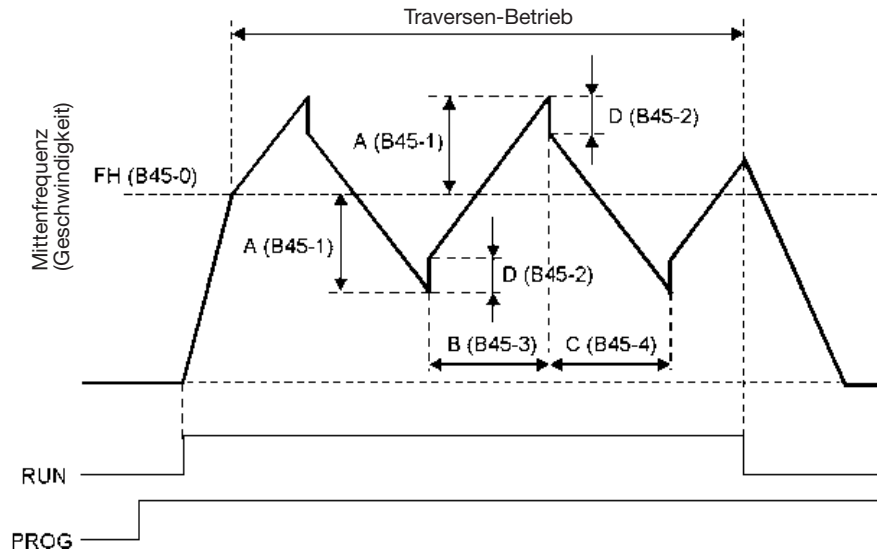 Traversen-Betrieb
Mittenfrequenz
(Geschwindigkeit)
D (B45-2)
A (B45-1)
FH (B45-0)
A (B45-1)
D (B45-2)
B (B45-3)
C (B45-4)
RUN
PROG